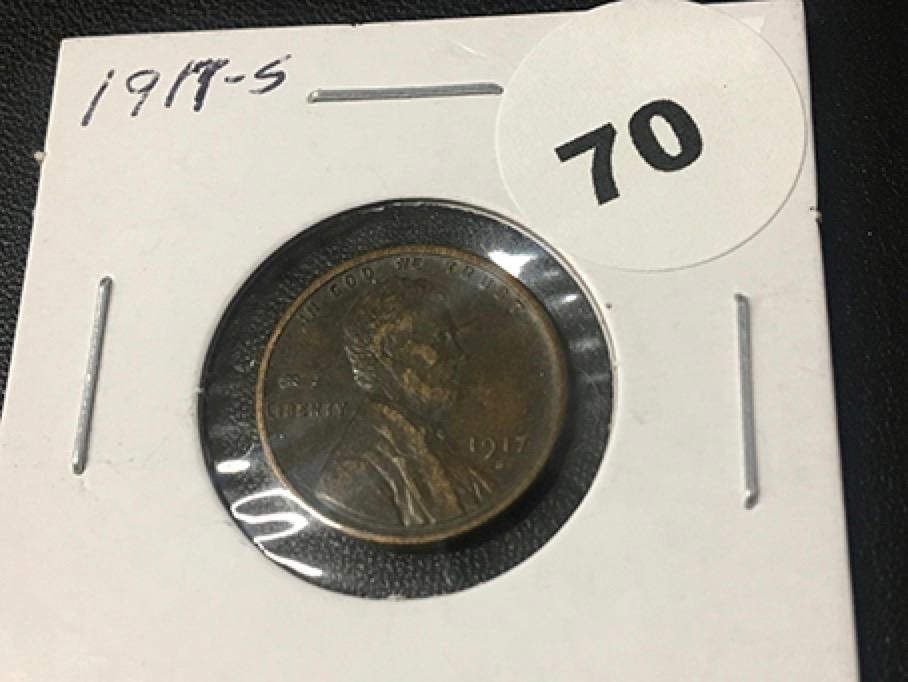 1917-S
70
IN GOD WE TRUST
LIBERTY
1917
S